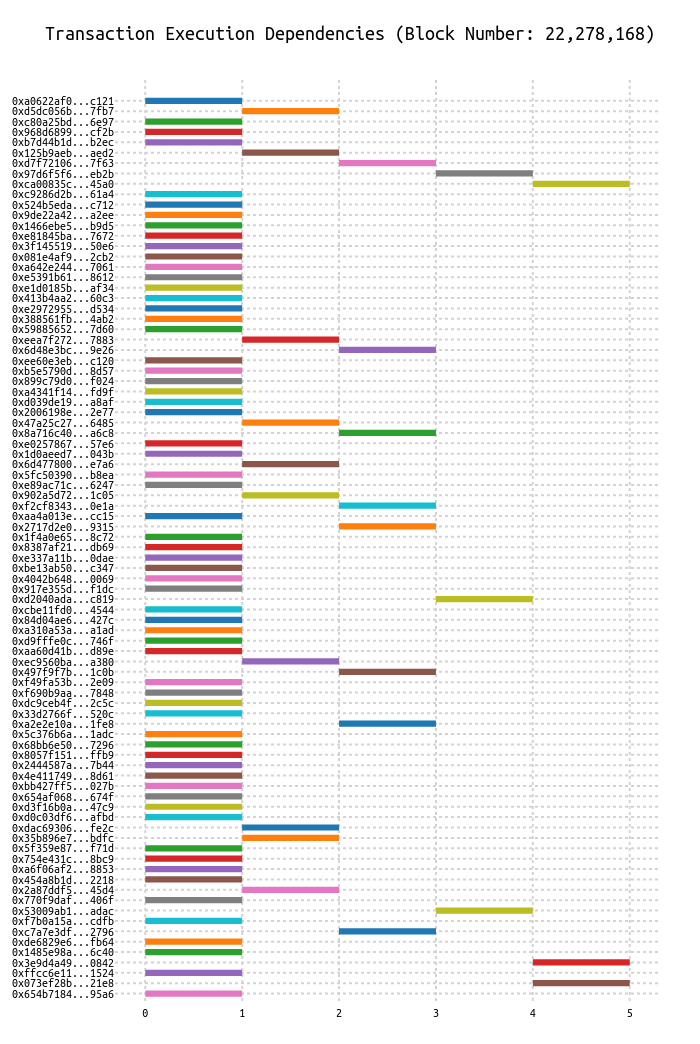 Transaction Execution Dependencies (Block Number: 22,278,168)
0xa0622af0...c121
0xd5dc056b...7fb7
0xc80a25bd...6e97
0x968d6899...cf2b
0xb7d44b1d...b2ec
0x125b9aeb...aed2
0xd7f72106...7f63
0x97d6f5f6...eb2b
0xca00835c...45a0
0xc9286d2b...61a4
0x524b5eda...c712
0x9de22a42...a2ee
0x1466ebe5...b9d5
0xe81845ba...7672
0x3f145519...50e6
0x081e4af9...2cb2
0xa642e244...7061
0xe5391b61...8612
0xe1d0185b...af34
0x413b4aa2...60c3
0xe2972955...d534
0x388561fb...4ab2
0x59885652...7d60
0xeea7f272...7883
0x6d48e3bc...9e26
0xee60e3eb...c120
0xb5e5790d...8d57
0x899c79d0...f024
0xa4341f14...fd9f
0xd039de19...a8af
0x2006198e...2e77
0x47a25c27...6485
0x8a716c40...a6c8
0xe0257867...57e6
0x1d0aeed7...043b
0x6d477800...e7a6
0x5fc50390...b8ea
0xe89ac71c...6247
0x902a5d72...1c05
0xf2cf8343...0e1a
0xaa4a013e...cc15
0x2717d2e0...9315
0x1f4a0e65...8c72
0x8387af21...db69
0xe337a11b...0dae
0xbe13ab50...c347
0x4042b648...0069
0x917e355d...f1dc
0xd2040ada...c819
0xcbe11fd0...4544
0x84d04ae6...427c
0xa310a53a...a1ad
0xd9fffe0c...746f
0xaa60d41b...d89e
0xec9560ba...a380
0x497f9f7b...1c0b
0xf49fa53b...2e09
0xf690b9aa...7848
0xdc9ceb4f...2c5c
0x33d2766f...520c
0xa2e2e10a...1fe8
0x5c376b6a...1adc
0x68bb6e50...7296
0x8057f151...ffb9
0x2444587a...7b44
0x4e411749...8d61
0xbb427ff5...027b
0x654af068...674f
0xd3f16b0a...47c9
0xd0c03df6...afbd
0xdac69306...fe2c
0x35b896e7...bdfc
0x5f359e87...f71d
0x754e431c...8bc9
0xa6f06af2...8853
0x454a8b1d...2218
0x2a87ddf5...45d4
0x770f9daf...406f
0x53009ab1...adac
0xf7b0a15a...cdfb
0xc7a7e3df...2796
0xde6829e6...fb64
0x1485e98a...6c40
0x3e9d4a49...0842
0xffcc6e11...1524
0x073ef28b...21e8
0x654b7184...95a6
0 1 2 3 4 5